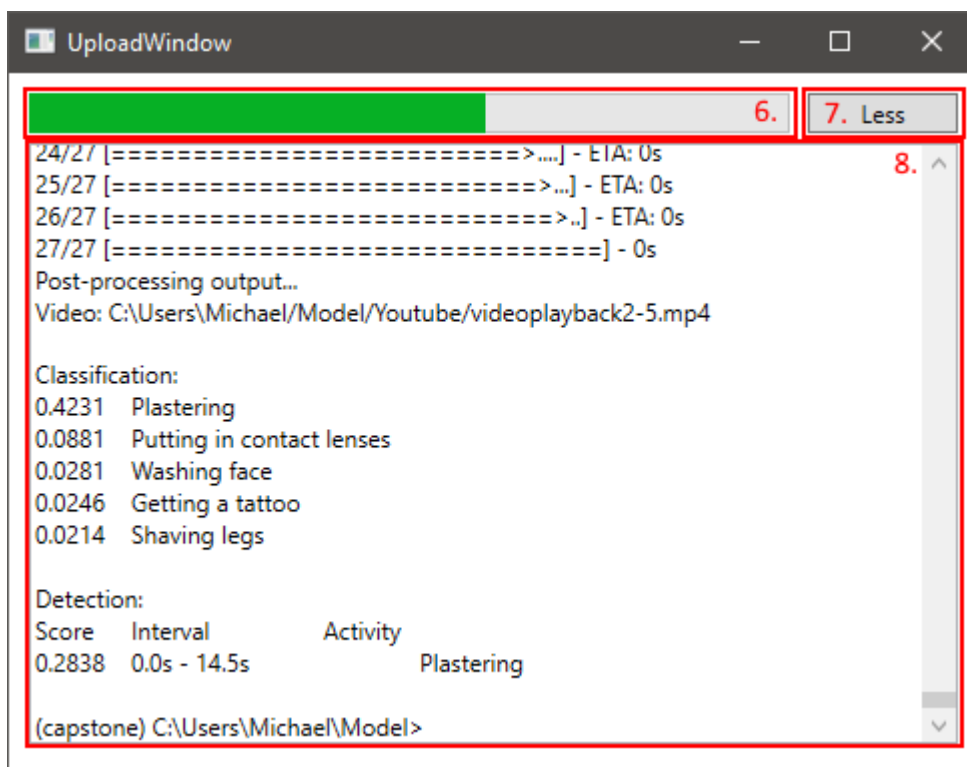 UploadWindow
6.
7. Less
8.
24/27 [==========================>....] - ETA: 0s
25/27 [===========================>...] - ETA: 0s
26/27 [============================>..] - ETA: 0s
27/27 [==============================] - 0s
Post-processing output...
Video: C:\Users\Michael/Model/Youtube/videoplayback2-5.mp4
Classification:
0.4231 Plastering
0.0881 Putting in contact lenses
0.0281 Washing face
0.0246 Getting a tattoo
0.0214 Shaving legs
Detection:
Score Interval Activity
0.2838 0.0s - 14.5s Plastering
(capstone) C:\Users\Michael\Model>